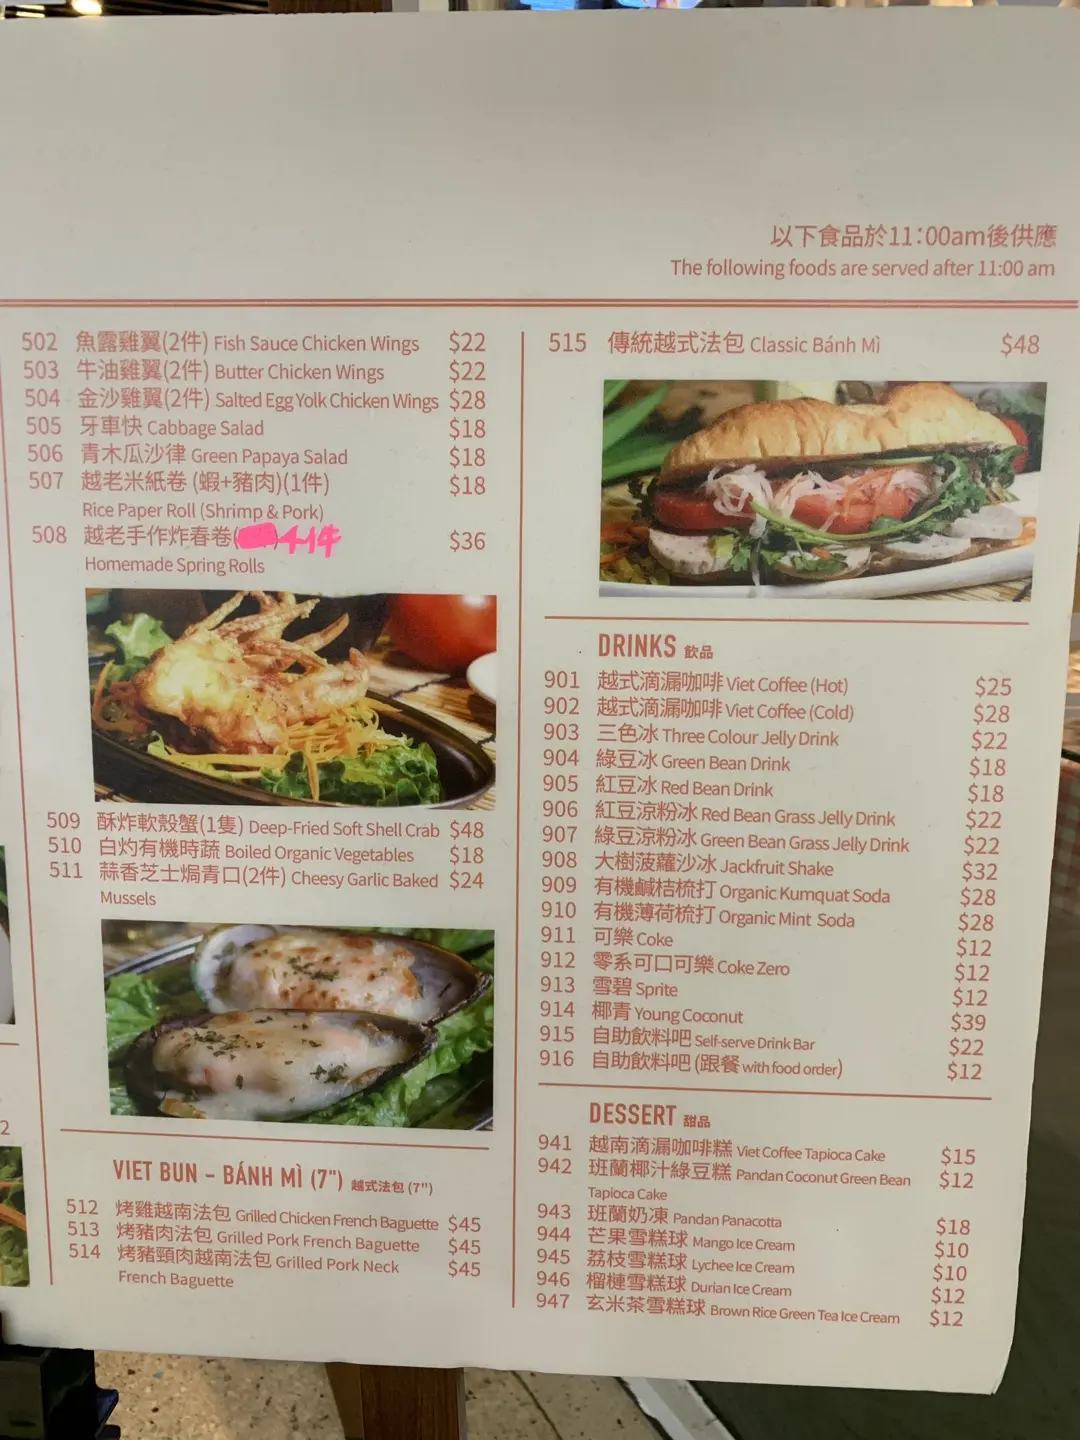 以下食品於11:00am後供應
The following foods are served after 11:00 am
502 魚露雞翼(2件) Fish Sauce Chicken Wings $22
503 牛油雞翼(2件) Butter Chicken Wings $22
504 金沙雞翼(2件) Salted Egg Yolk Chicken Wings $28
505 牙車快 Cabbage Salad $18
506 青木瓜沙律 Green Papaya Salad $18
507 越老米紙卷 (蝦+豬肉)(1件) $18
Rice Paper Roll (Shrimp & Pork)
508 越老手作炸春卷( )4件 $36
Homemade Spring Rolls
509 酥炸軟殼蟹(1隻) Deep-Fried Soft Shell Crab $48
510 白灼有機時蔬 Boiled Organic Vegetables $18
511 蒜香芝士焗青口(2件) Cheesy Garlic Baked $24
Mussels
VIET BUN - BÁNH MÌ (7") 越式法包 (7")
512 烤雞越南法包 Grilled Chicken French Baguette $45
513 烤豬肉法包 Grilled Pork French Baguette $45
514 烤豬頸肉越南法包 Grilled Pork Neck $45
French Baguette
515 傳統越式法包 Classic Bánh Mì $48
DRINKS 飲品
901 越式滴漏咖啡 Viet Coffee (Hot) $25
902 越式滴漏咖啡 Viet Coffee (Cold) $28
903 三色冰 Three Colour Jelly Drink $22
904 綠豆冰 Green Bean Drink $18
905 紅豆冰 Red Bean Drink $18
906 紅豆涼粉冰 Red Bean Grass Jelly Drink $22
907 綠豆涼粉冰 Green Bean Grass Jelly Drink $22
908 大樹菠蘿沙冰 Jackfruit Shake $32
909 有機鹹桔梳打 Organic Kumquat Soda $28
910 有機薄荷梳打 Organic Mint Soda $28
911 可樂 Coke $12
912 零系可口可樂 Coke Zero $12
913 雪碧 Sprite $12
914 椰青 Young Coconut $39
915 自助飲料吧 Self-serve Drink Bar $22
916 自助飲料吧 (跟餐 with food order) $12
DESSERT 甜品
941 越南滴漏咖啡糕 Viet Coffee Tapioca Cake $15
942 班蘭椰汁綠豆糕 Pandan Coconut Green Bean $12
Tapioca Cake
943 班蘭奶凍 Pandan Panacotta $18
944 芒果雪糕球 Mango Ice Cream $10
945 荔枝雪糕球 Lychee Ice Cream $10
946 榴槤雪糕球 Durian Ice Cream $12
947 玄米茶雪糕球 Brown Rice Green Tea Ice Cream $12